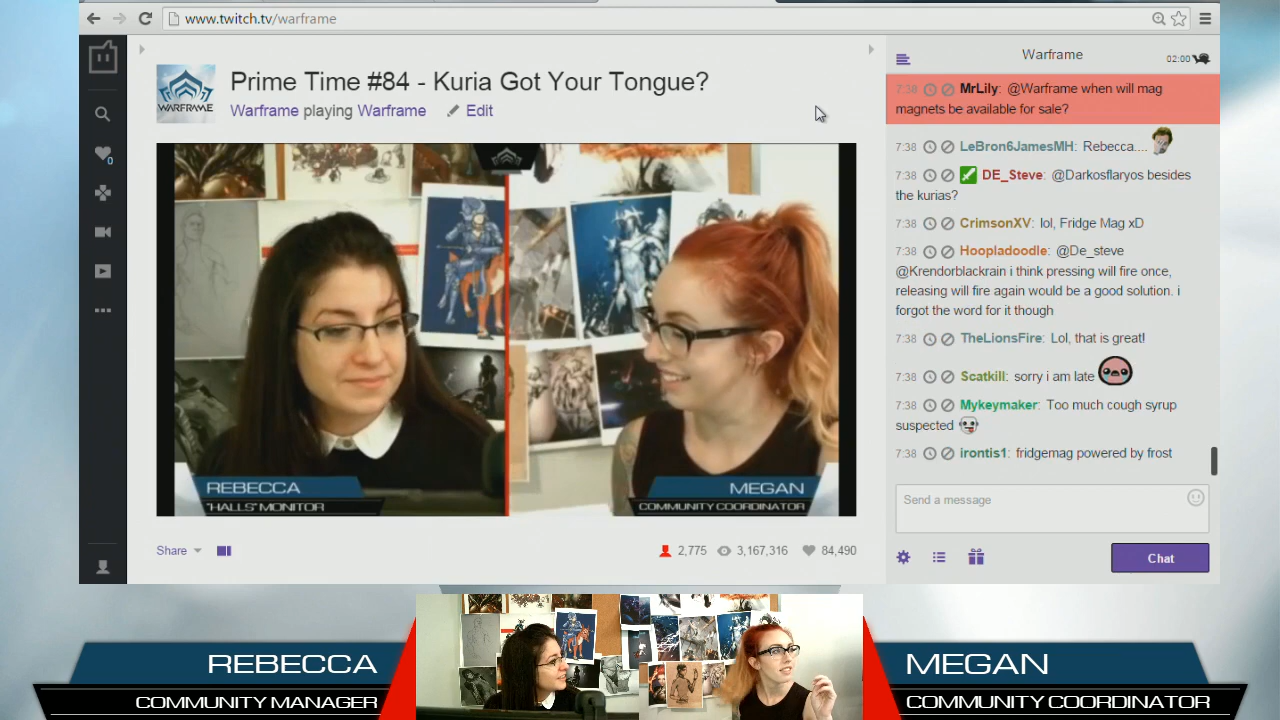 www.twitch.tv/warframe
Prime Time #84 - Kuria Got Your Tongue?
WARFRAME
Warframe playing Warframe Edit
REBECCA
"HALLS" MONITOR
MEGAN
COMMUNITY COORDINATOR
Share 2,775 3,167,316 84,490
0
Warframe 02:00
7:38 MrLily: @Warframe when will mag
magnets be available for sale?
7:38 LeBron6JamesMH: Rebecca....
7:38 DE_Steve: @Darkosflaryos besides
the kurias?
7:38 CrimsonXV: lol, Fridge Mag xD
7:38 Hoopladoodle: @De_steve
@Krendorblackrain i think pressing will fire once,
releasing will fire again would be a good solution. i
forgot the word for it though
7:38 TheLionsFire: Lol, that is great!
7:38 Scatkill: sorry i am late
7:38 Mykeymaker: Too much cough syrup
suspected
7:38 irontis1: fridgemag powered by frost
Send a message
Chat
REBECCA
COMMUNITY MANAGER
MEGAN
COMMUNITY COORDINATOR